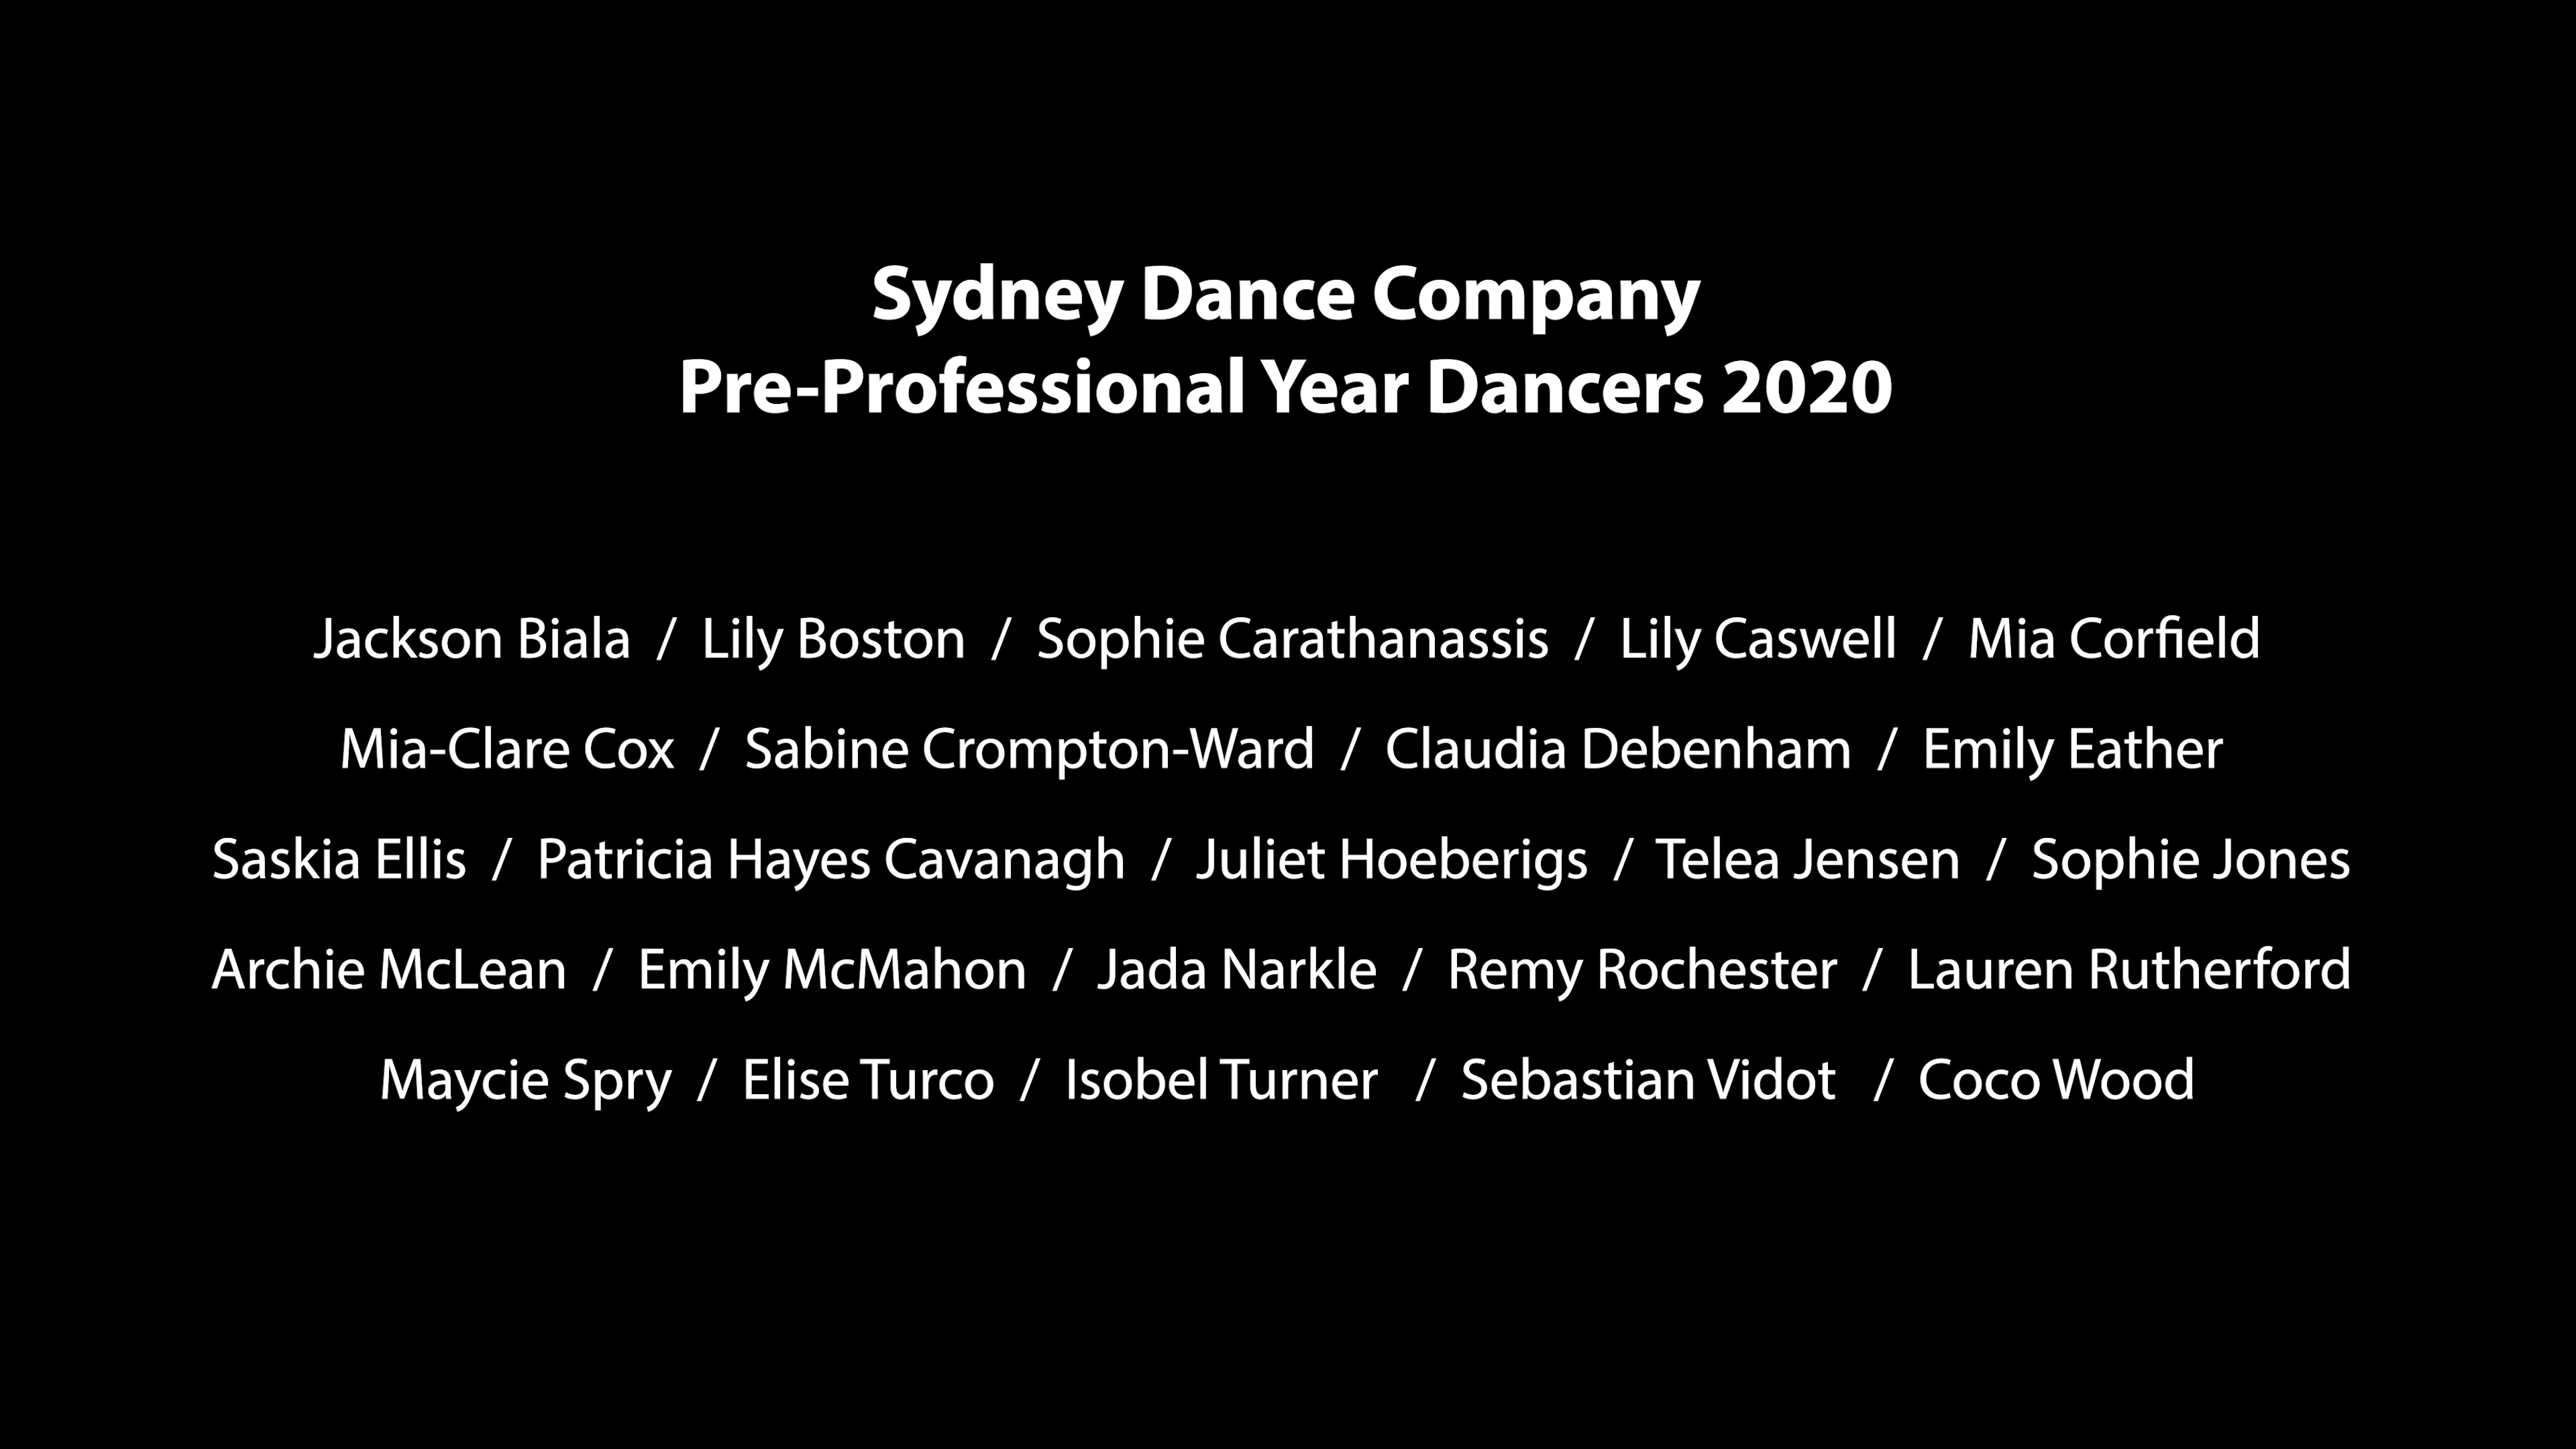 Sydney Dance Company
Pre-Professional Year Dancers 2020
Jackson Biala / Lily Boston / Sophie Carathanassis / Lily Caswell / Mia Corfield
Mia-Clare Cox / Sabine Crompton-Ward / Claudia Debenham / Emily Eather
Saskia Ellis / Patricia Hayes Cavanagh / Juliet Hoeberigs / Telea Jensen / Sophie Jones
Archie McLean / Emily McMahon / Jada Narkle / Remy Rochester / Lauren Rutherford
Maycie Spry / Elise Turco / Isobel Turner / Sebastian Vidot / Coco Wood